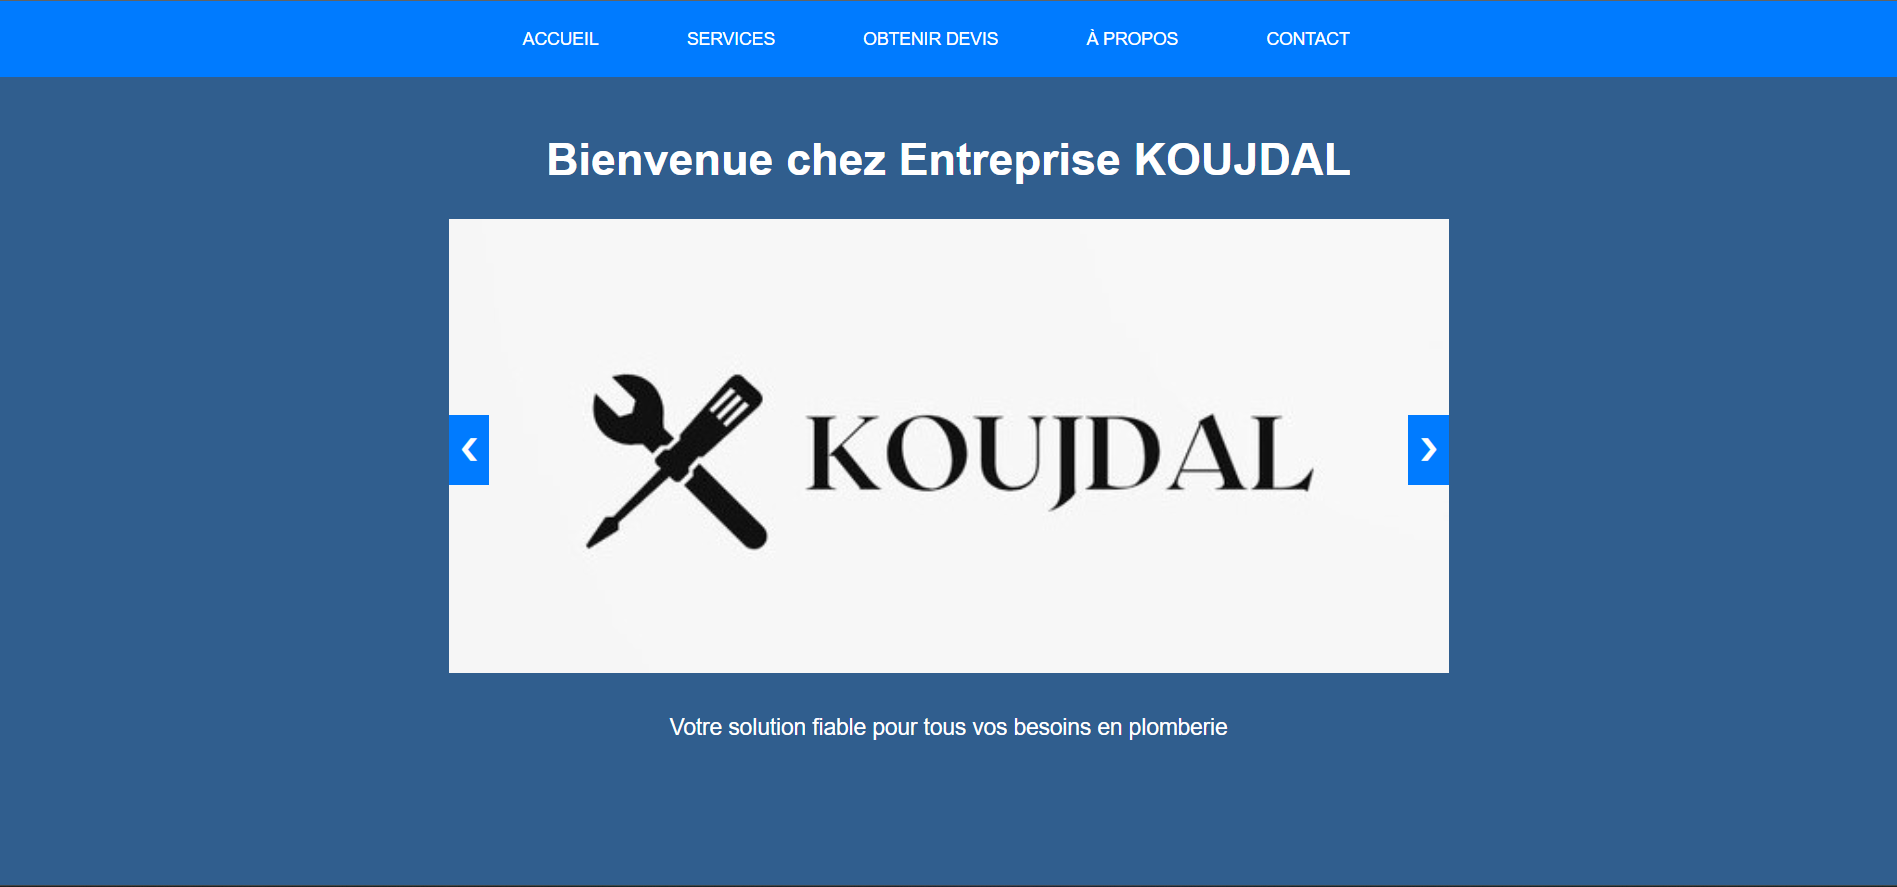 ACCUEIL SERVICES OBTENIR DEVIS À PROPOS CONTACT
Bienvenue chez Entreprise KOUJDAL
KOUJDAL
❮ ❯
Votre solution fiable pour tous vos besoins en plomberie